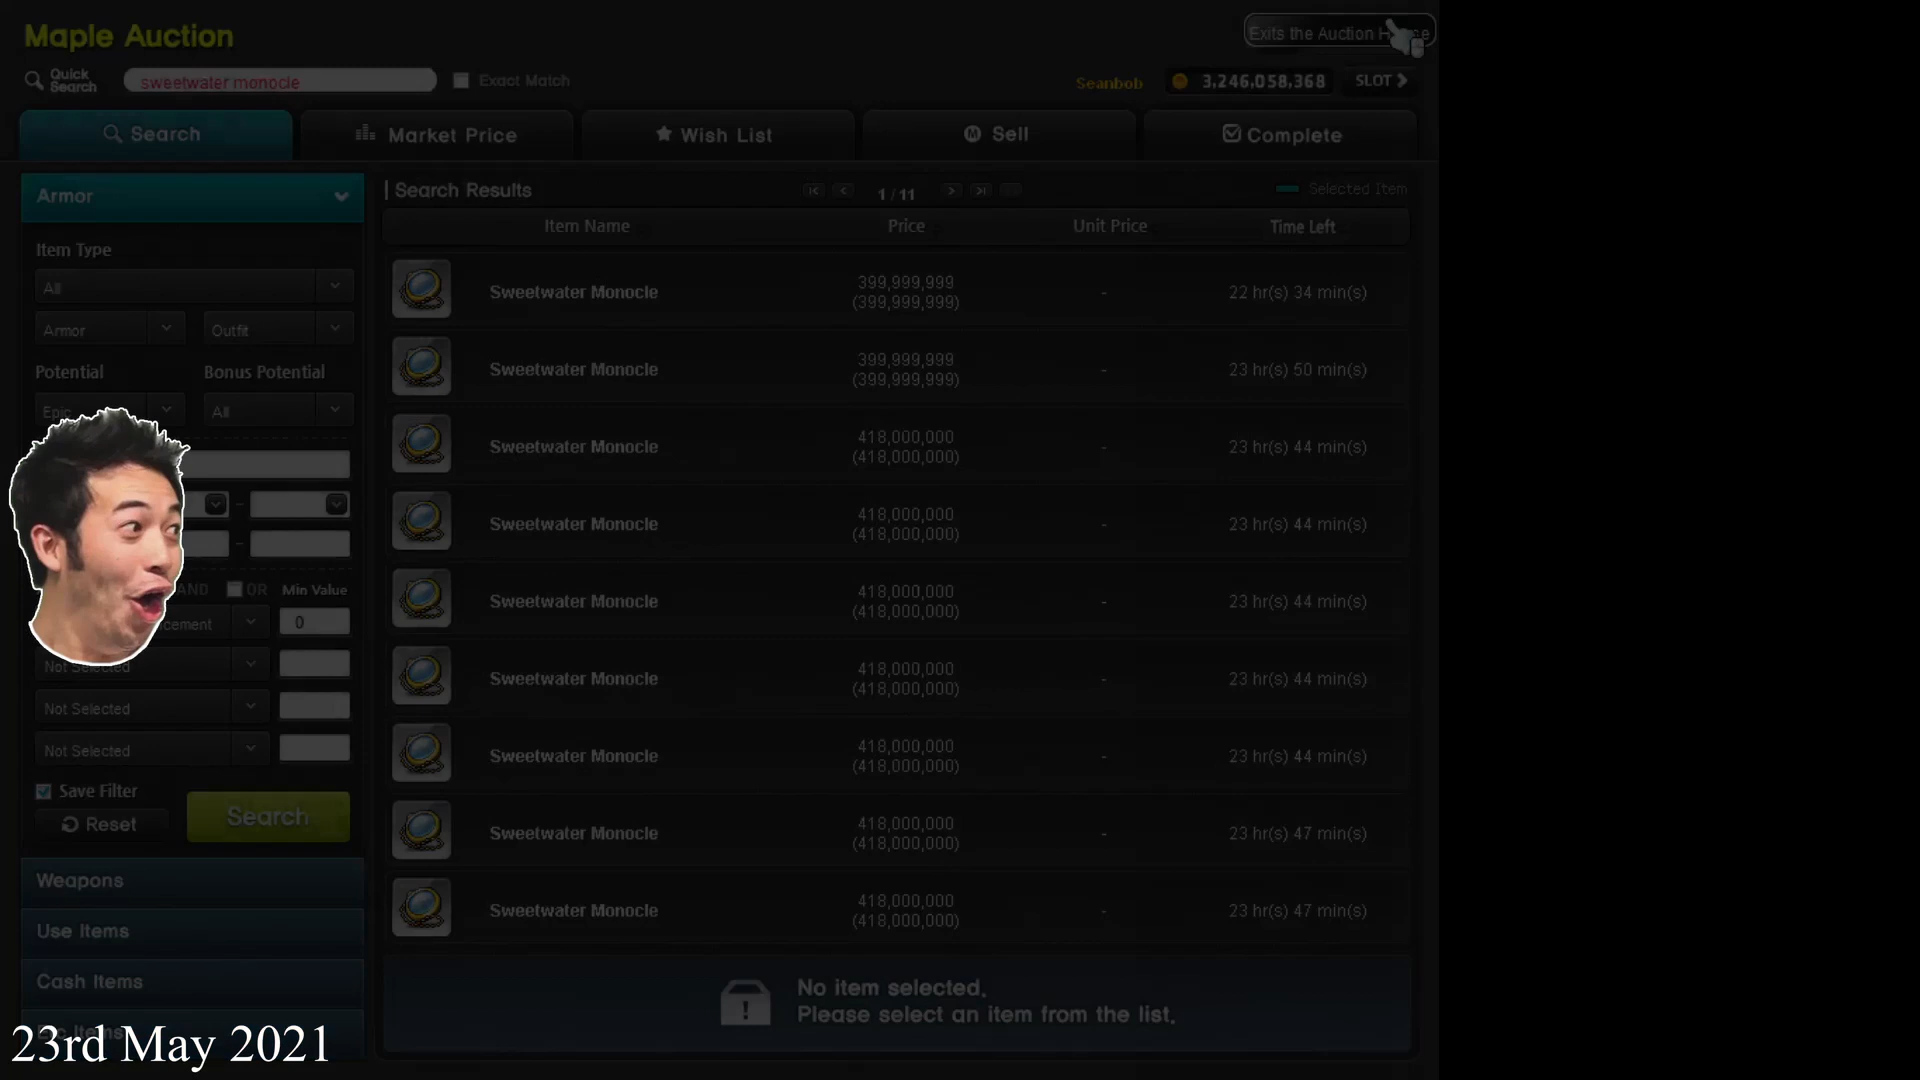 Maple Auction
Exits the Auction H se
Quick Search
sweetwater monocle
Exact Match
Seanbob
3,246,058,368
SLOT
Search
Market Price
Wish List
Sell
Complete
Armor
Search Results
1 / 11
Selected Item
Item Name
Price
Unit Price
Time Left
Item Type
All
Armor
Outfit
Potential
Bonus Potential
Epic
All
AND
OR
Min Value
cement
0
Not Selected
Not Selected
Not Selected
Save Filter
Reset
Search
Weapons
Use Items
Cash Items
Sweetwater Monocle
399,999,999
(399,999,999)
-
22 hr(s) 34 min(s)
Sweetwater Monocle
399,999,999
(399,999,999)
-
23 hr(s) 50 min(s)
Sweetwater Monocle
418,000,000
(418,000,000)
-
23 hr(s) 44 min(s)
Sweetwater Monocle
418,000,000
(418,000,000)
-
23 hr(s) 44 min(s)
Sweetwater Monocle
418,000,000
(418,000,000)
-
23 hr(s) 44 min(s)
Sweetwater Monocle
418,000,000
(418,000,000)
-
23 hr(s) 44 min(s)
Sweetwater Monocle
418,000,000
(418,000,000)
-
23 hr(s) 44 min(s)
Sweetwater Monocle
418,000,000
(418,000,000)
-
23 hr(s) 47 min(s)
Sweetwater Monocle
418,000,000
(418,000,000)
-
23 hr(s) 47 min(s)
No item selected.
Please select an item from the list.
23rd May 2021